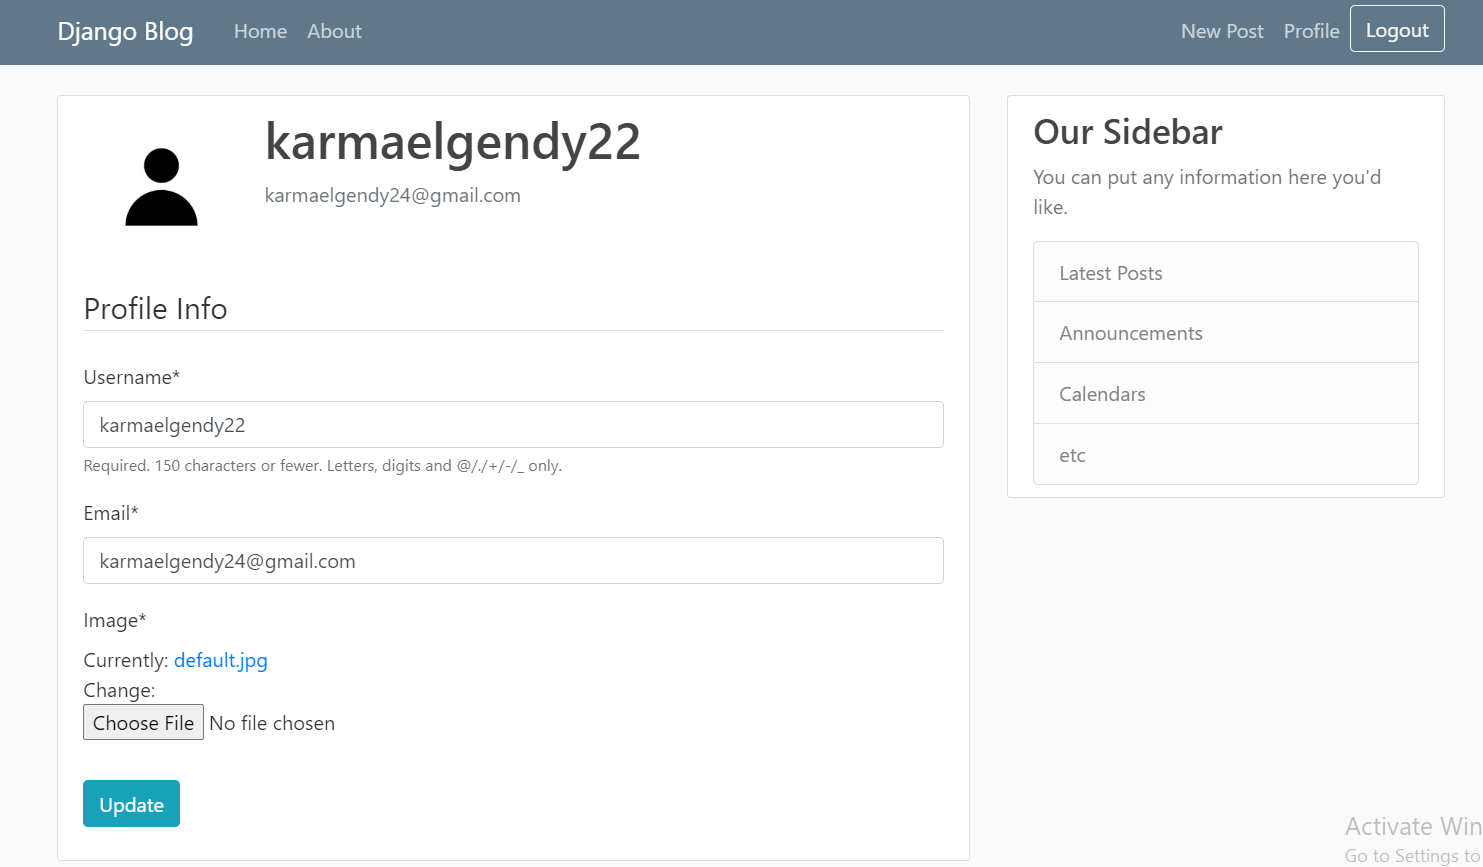 Django Blog Home About New Post Profile Logout
karmaelgendy22
karmaelgendy24@gmail.com
Profile Info
Username*
karmaelgendy22
Required. 150 characters or fewer. Letters, digits and @/./+/-/_ only.
Email*
karmaelgendy24@gmail.com
Image*
Currently: default.jpg
Change:
Choose File No file chosen
Update
Our Sidebar
You can put any information here you'd
like.
Latest Posts
Announcements
Calendars
etc
Activate Win
Go to Settings to